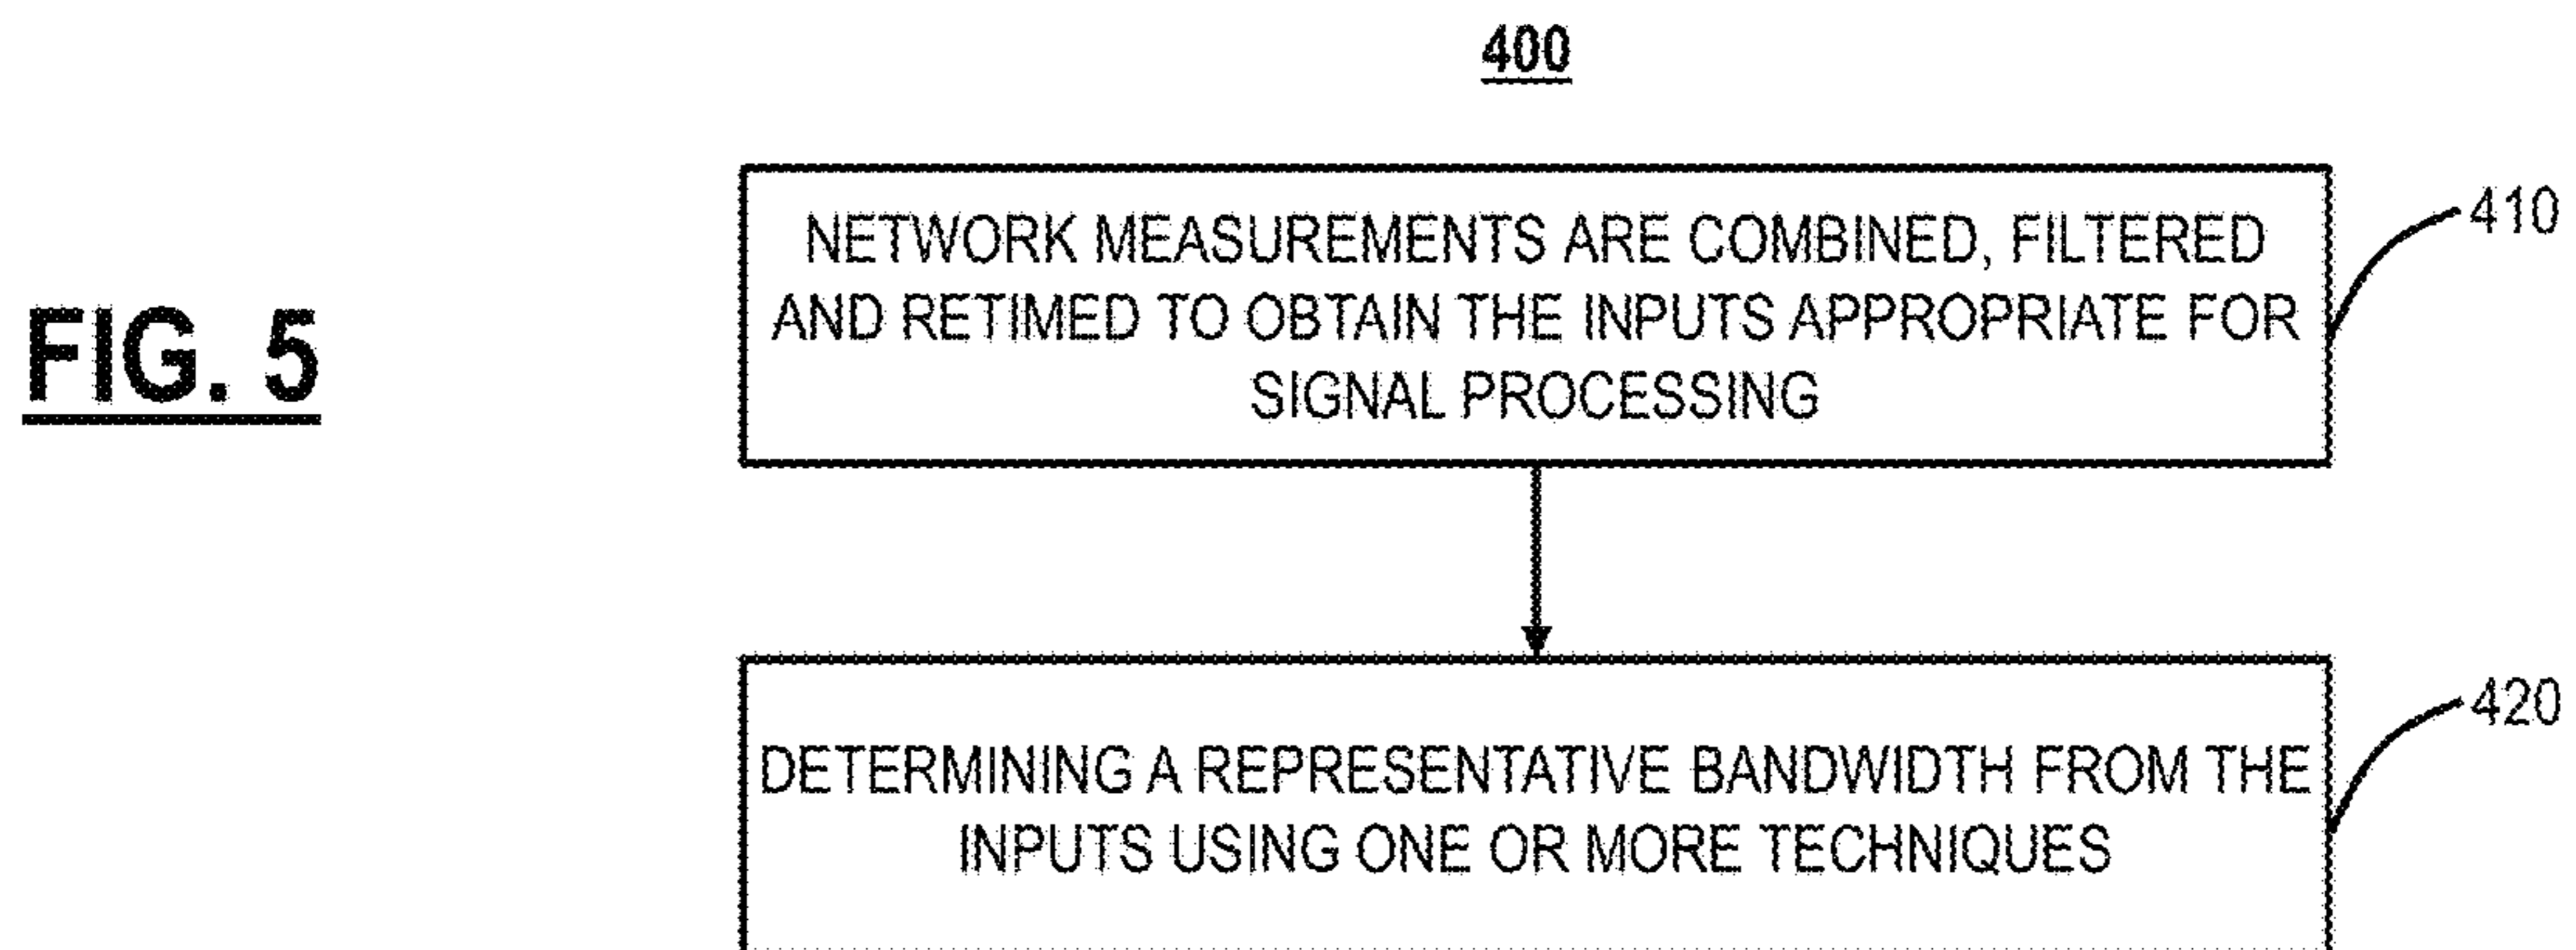 400
NETWORK MEASUREMENTS ARE COMBINED, FILTERED
AND RETIMED TO OBTAIN THE INPUTS APPROPRIATE FOR
SIGNAL PROCESSING
410
FIG. 5
DETERMINING A REPRESENTATIVE BANDWIDTH FROM THE
INPUTS USING ONE OR MORE TECHNIQUES
420